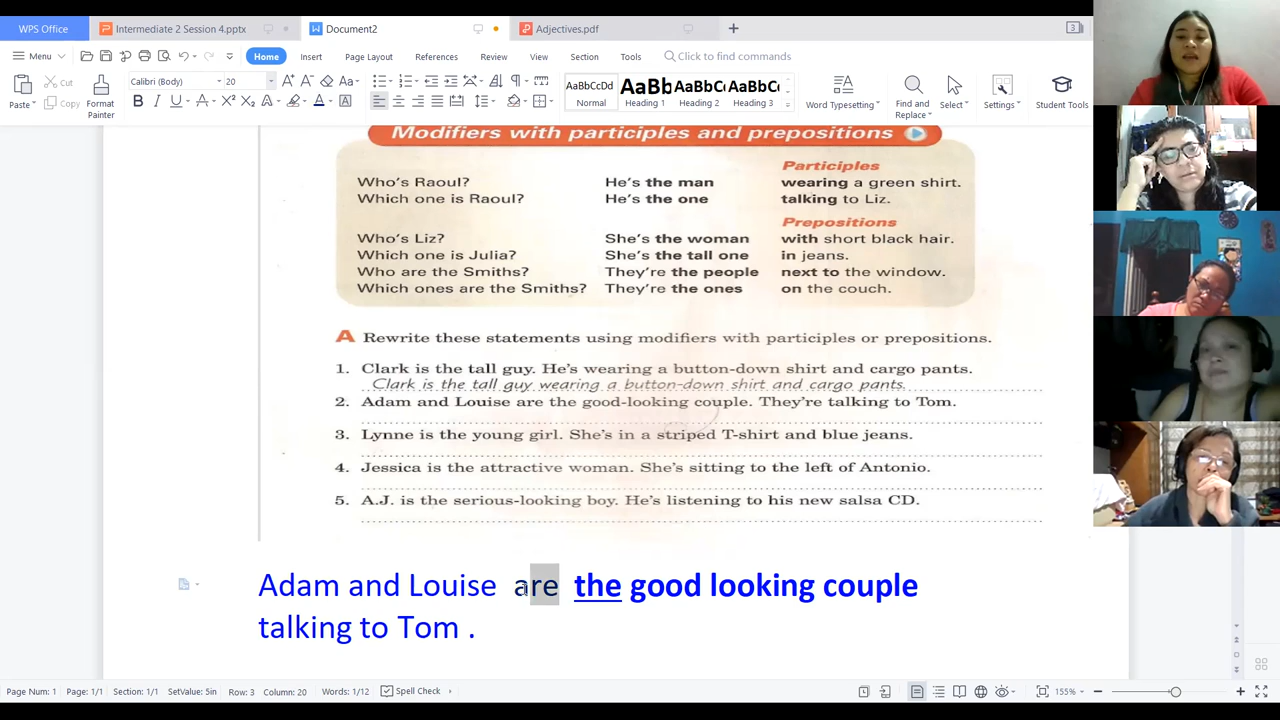 WPS Office
Intermediate 2 Session 4.pptx
Document2
Adjectives.pdf
Menu
Home
Insert
Page Layout
References
Review
View
Section
Tools
Click to find commands
Paste
Cut
Copy
Format Painter
Calibri (Body)
20
AaBbCcDd
Normal
AaBb
Heading 1
AaBbC
Heading 2
AaBbC
Heading 3
Word Typesetting
Find and Replace
Select
Settings
Student Tools
Modifiers with participles and prepositions
Participles
Who's Raoul? He's the man wearing a green shirt.
Which one is Raoul? He's the one talking to Liz.
Prepositions
Who's Liz? She's the woman with short black hair.
Which one is Julia? She's the tall one in jeans.
Who are the Smiths? They're the people next to the window.
Which ones are the Smiths? They're the ones on the couch.
A Rewrite these statements using modifiers with participles or prepositions.
1. Clark is the tall guy. He's wearing a button-down shirt and cargo pants.
Clark is the tall guy wearing a button-down shirt and cargo pants.
2. Adam and Louise are the good-looking couple. They're talking to Tom.
3. Lynne is the young girl. She's in a striped T-shirt and blue jeans.
4. Jessica is the attractive woman. She's sitting to the left of Antonio.
5. A.J. is the serious-looking boy. He's listening to his new salsa CD.
Adam and Louise are the good looking couple
talking to Tom .
Page Num: 1 Page: 1/1 Section: 1/1 SetValue: 5in Row: 3 Column: 20 Words: 1/12 Spell Check 155%